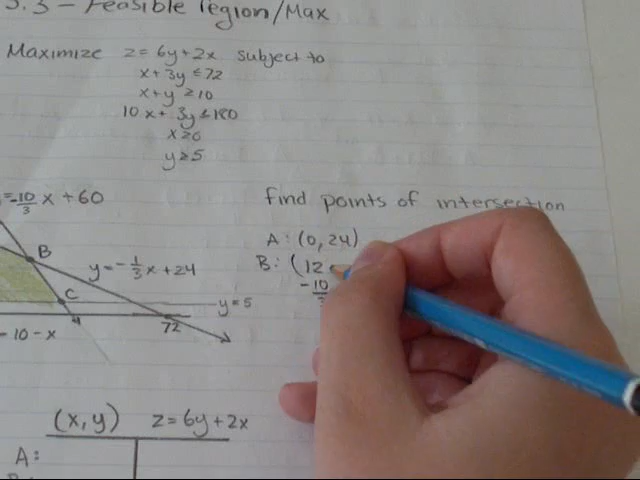 5.3 - Feasible region/Max
Maximize z = 6y + 2x subject to
x + 3y ≤ 72
x + y ≥ 10
10x + 3y ≤ 180
x ≥ 0
y ≥ 5
= -10/3 x + 60
find points of intersection
A: (0, 24)
B: (12
-10
B
y = -1/3 x + 24
C
y = 5
72
- 10 - x
(x, y) z = 6y + 2x
A: